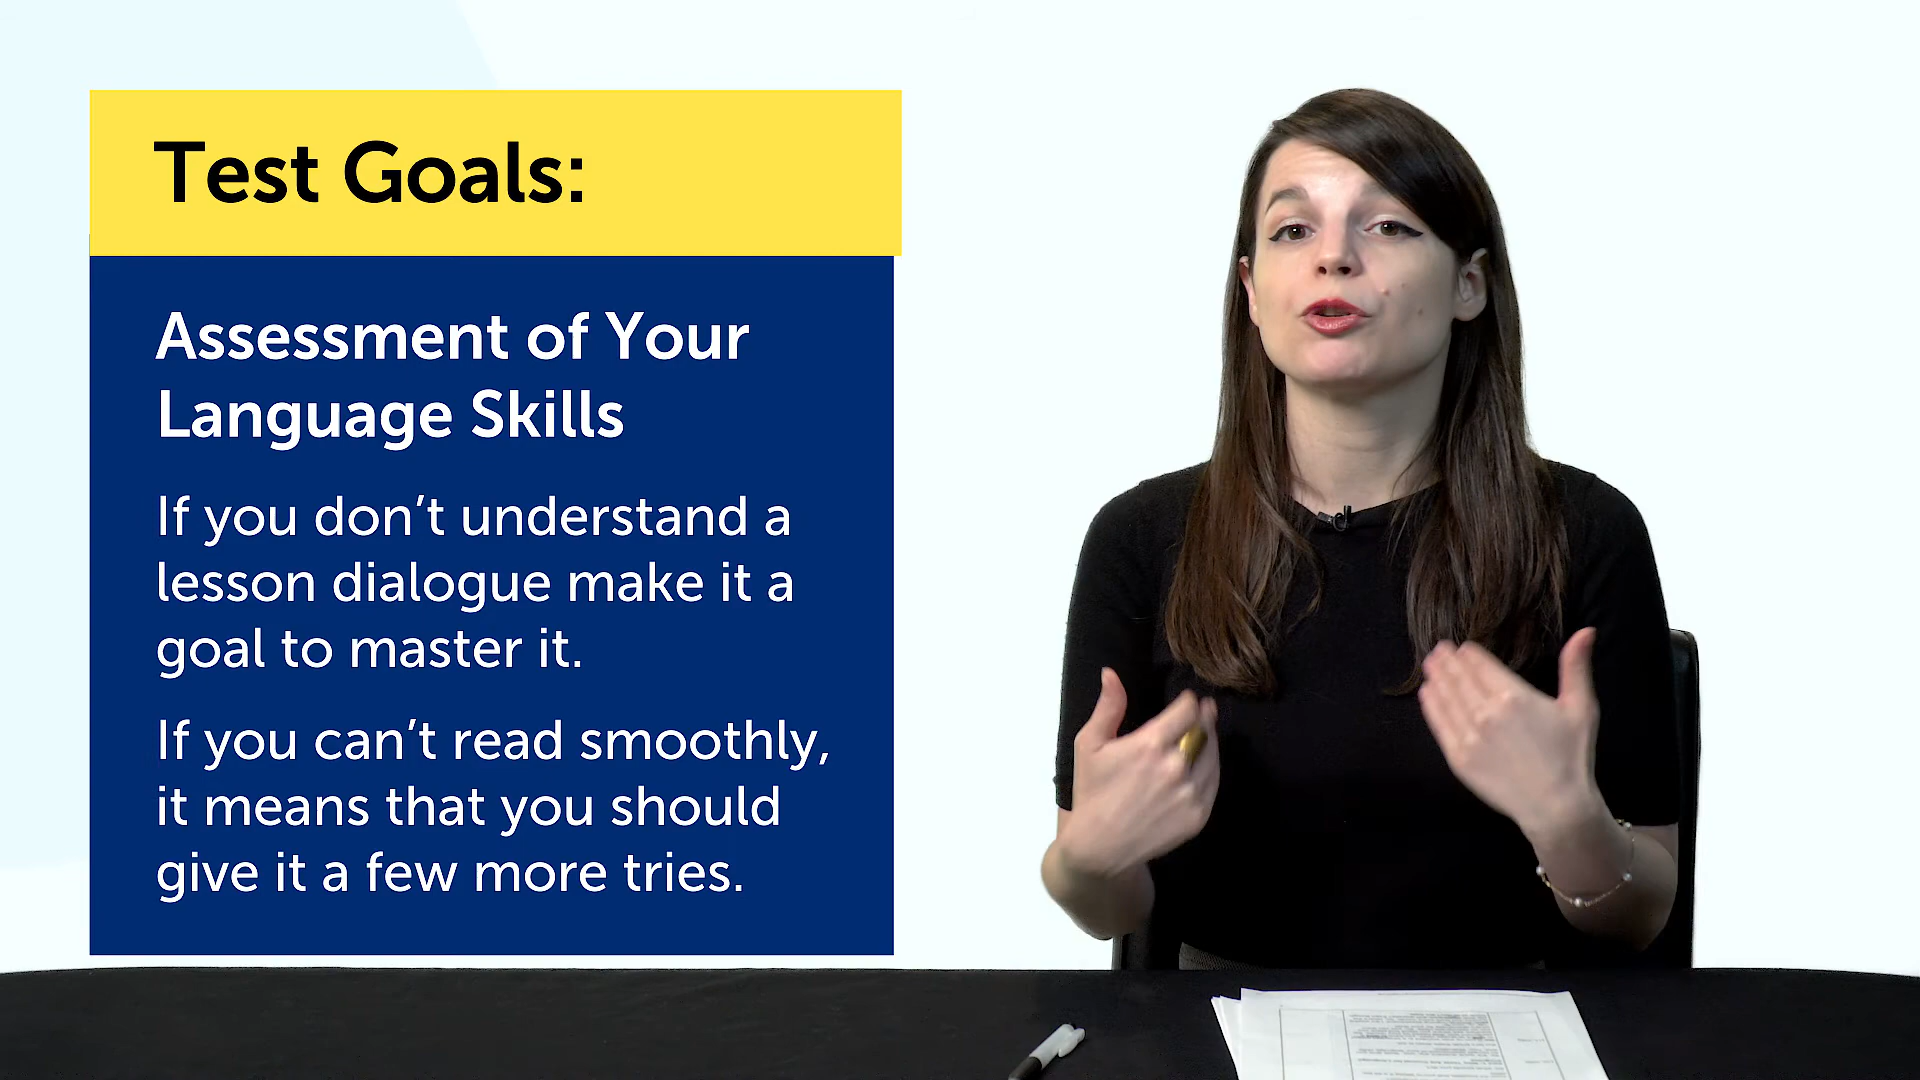 Test Goals:
Assessment of Your
Language Skills
If you don't understand a
lesson dialogue make it a
goal to master it.
If you can't read smoothly,
it means that you should
give it a few more tries.